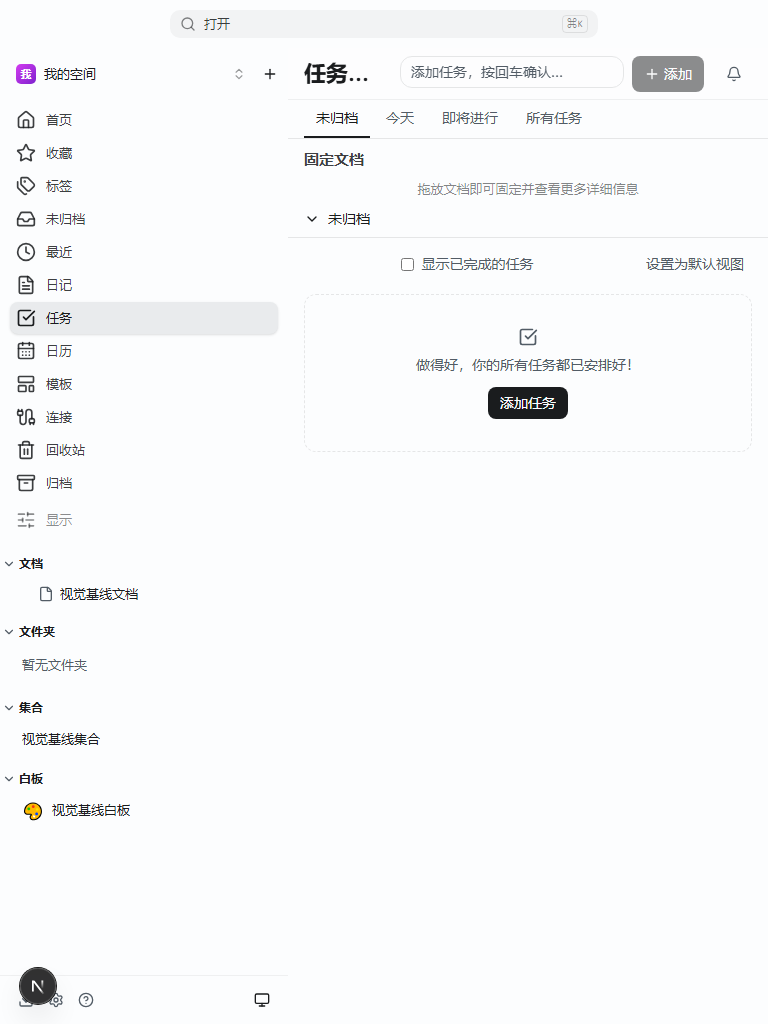 打开
⌘K
我 我的空间
首页
收藏
标签
未归档
最近
日记
任务
日历
模板
连接
回收站
归档
显示
文档
视觉基线文档
文件夹
暂无文件夹
集合
视觉基线集合
白板
视觉基线白板
N
任务...
添加任务，按回车确认...
添加
未归档 今天 即将进行 所有任务
固定文档
拖放文档即可固定并查看更多详细信息
未归档
显示已完成的任务 设置为默认视图
做得好，你的所有任务都已安排好！
添加任务